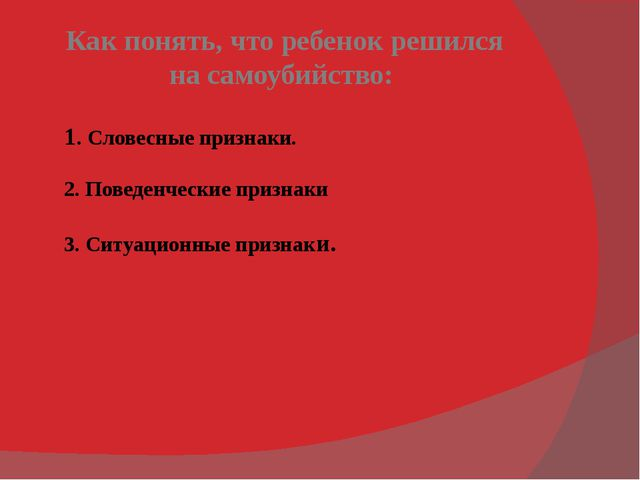 Как понять, что ребенок решился
на самоубийство:
1. Словесные признаки.
2. Поведенческие признаки
3. Ситуационные признаки.